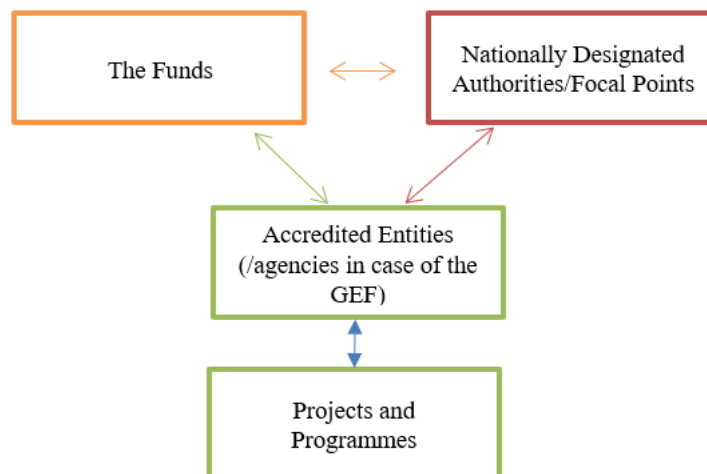 The Funds
Nationally Designated
Authorities/Focal Points
Accredited Entities
(/agencies in case of the
GEF)
Projects and
Programmes